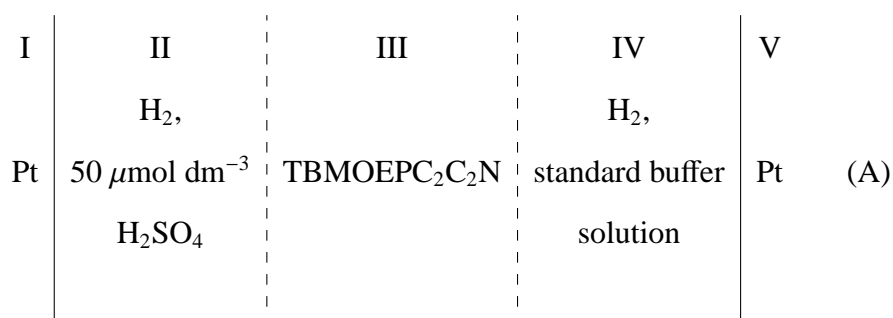 I II III IV V
H₂, H₂,
Pt 50 μmol dm⁻³ TBMOEPC₂C₂N standard buffer Pt (A)
H₂SO₄ solution